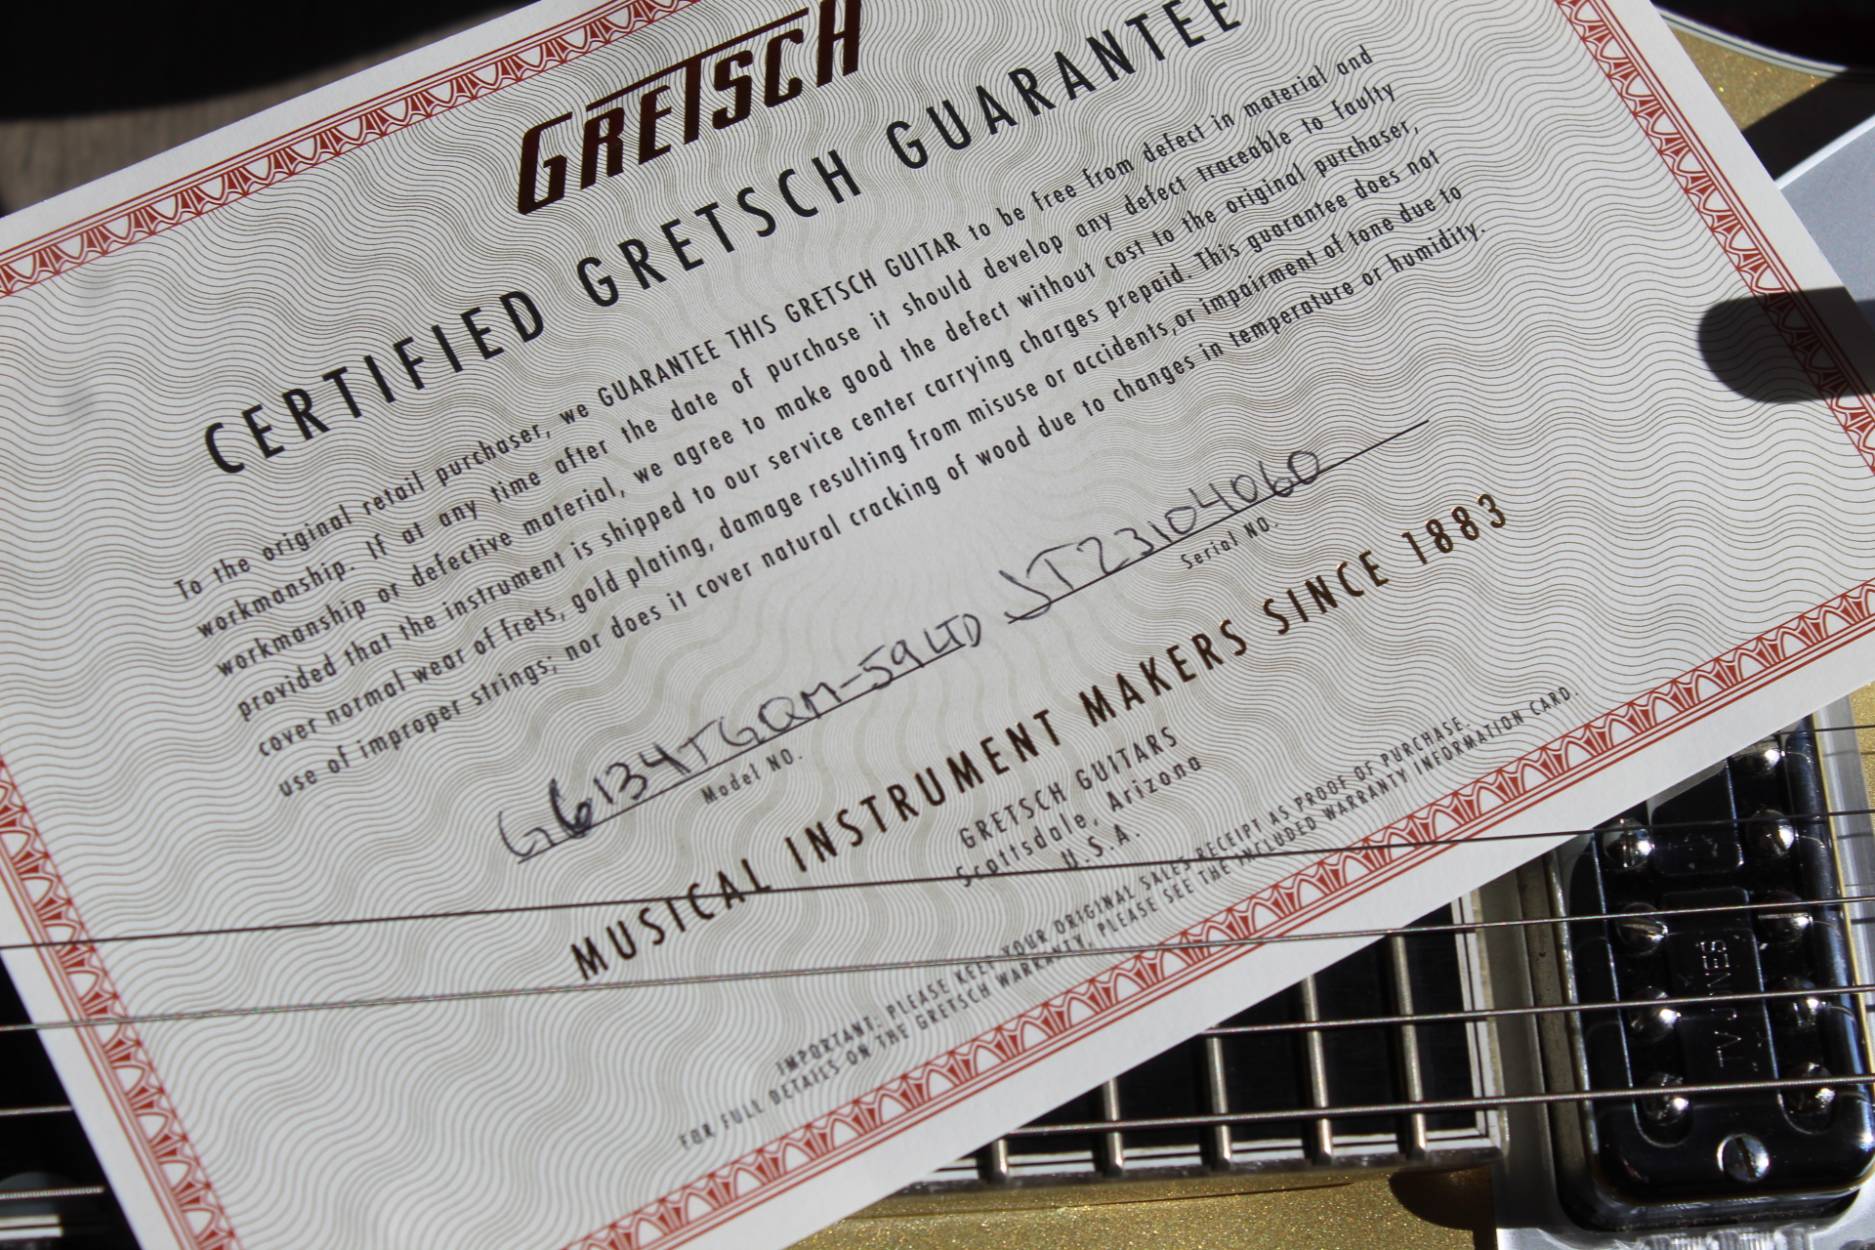 GRETSCH
CERTIFIED GRETSCH GUARANTEE
To the original retail purchaser, we GUARANTEE THIS GRETSCH GUITAR to be free from defect in material and
workmanship. If at any time after the date of purchase it should develop any defect traceable to faulty
workmanship or defective material, we agree to make good the defect without cost to the original purchaser,
provided that the instrument is shipped to our service center carrying charges prepaid. This guarantee does not
cover normal wear of frets, gold plating, damage resulting from misuse or accidents, or impairment of tone due to
use of improper strings; nor does it cover natural cracking of wood due to changes in temperature or humidity.
G6134TGQM-59LTD JT23104060
Model NO. Serial NO.
MUSICAL INSTRUMENT MAKERS SINCE 1883
GRETSCH GUITARS
Scottsdale, Arizona
U.S.A.
IMPORTANT: PLEASE KEEP YOUR ORIGINAL SALES RECEIPT AS PROOF OF PURCHASE.
FOR FULL DETAILS ON THE GRETSCH WARRANTY, PLEASE SEE THE INCLUDED WARRANTY INFORMATION CARD.
TV JONES